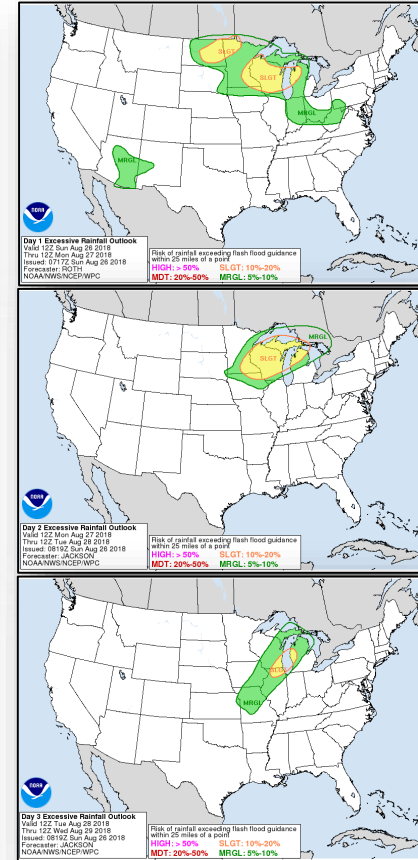 SLGT
SLGT
MRGL
MRGL
NOAA
Day 1 Excessive Rainfall Outlook
Valid 12Z Sun Aug 26 2018
Thru 12Z Mon Aug 27 2018
Issued: 0717Z Sun Aug 26 2018
Forecaster: ROTH
NOAA/NWS/NCEP/WPC
Risk of rainfall exceeding flash flood guidance
within 25 miles of a point
HIGH: > 50% SLGT: 10%-20%
MDT: 20%-50% MRGL: 5%-10%
MRGL
SLGT
NOAA
Day 2 Excessive Rainfall Outlook
Valid 12Z Mon Aug 27 2018
Thru 12Z Tue Aug 28 2018
Issued: 0819Z Sun Aug 26 2018
Forecaster: JACKSON
NOAA/NWS/NCEP/WPC
Risk of rainfall exceeding flash flood guidance
within 25 miles of a point
HIGH: > 50% SLGT: 10%-20%
MDT: 20%-50% MRGL: 5%-10%
SLGT
MRGL
NOAA
Day 3 Excessive Rainfall Outlook
Valid 12Z Tue Aug 28 2018
Thru 12Z Wed Aug 29 2018
Issued: 0819Z Sun Aug 26 2018
Forecaster: JACKSON
NOAA/NWS/NCEP/WPC
Risk of rainfall exceeding flash flood guidance
within 25 miles of a point
HIGH: > 50% SLGT: 10%-20%
MDT: 20%-50% MRGL: 5%-10%